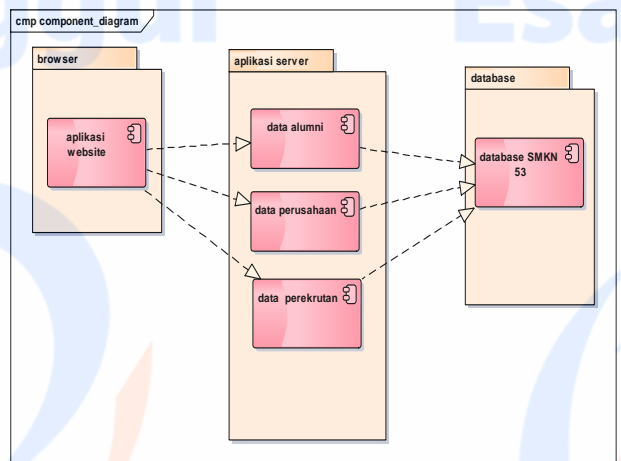 cmp component_diagram
browser
aplikasi
website
aplikasi server
data alumni
data perusahaan
data perekrutan
database
database SMKN
53